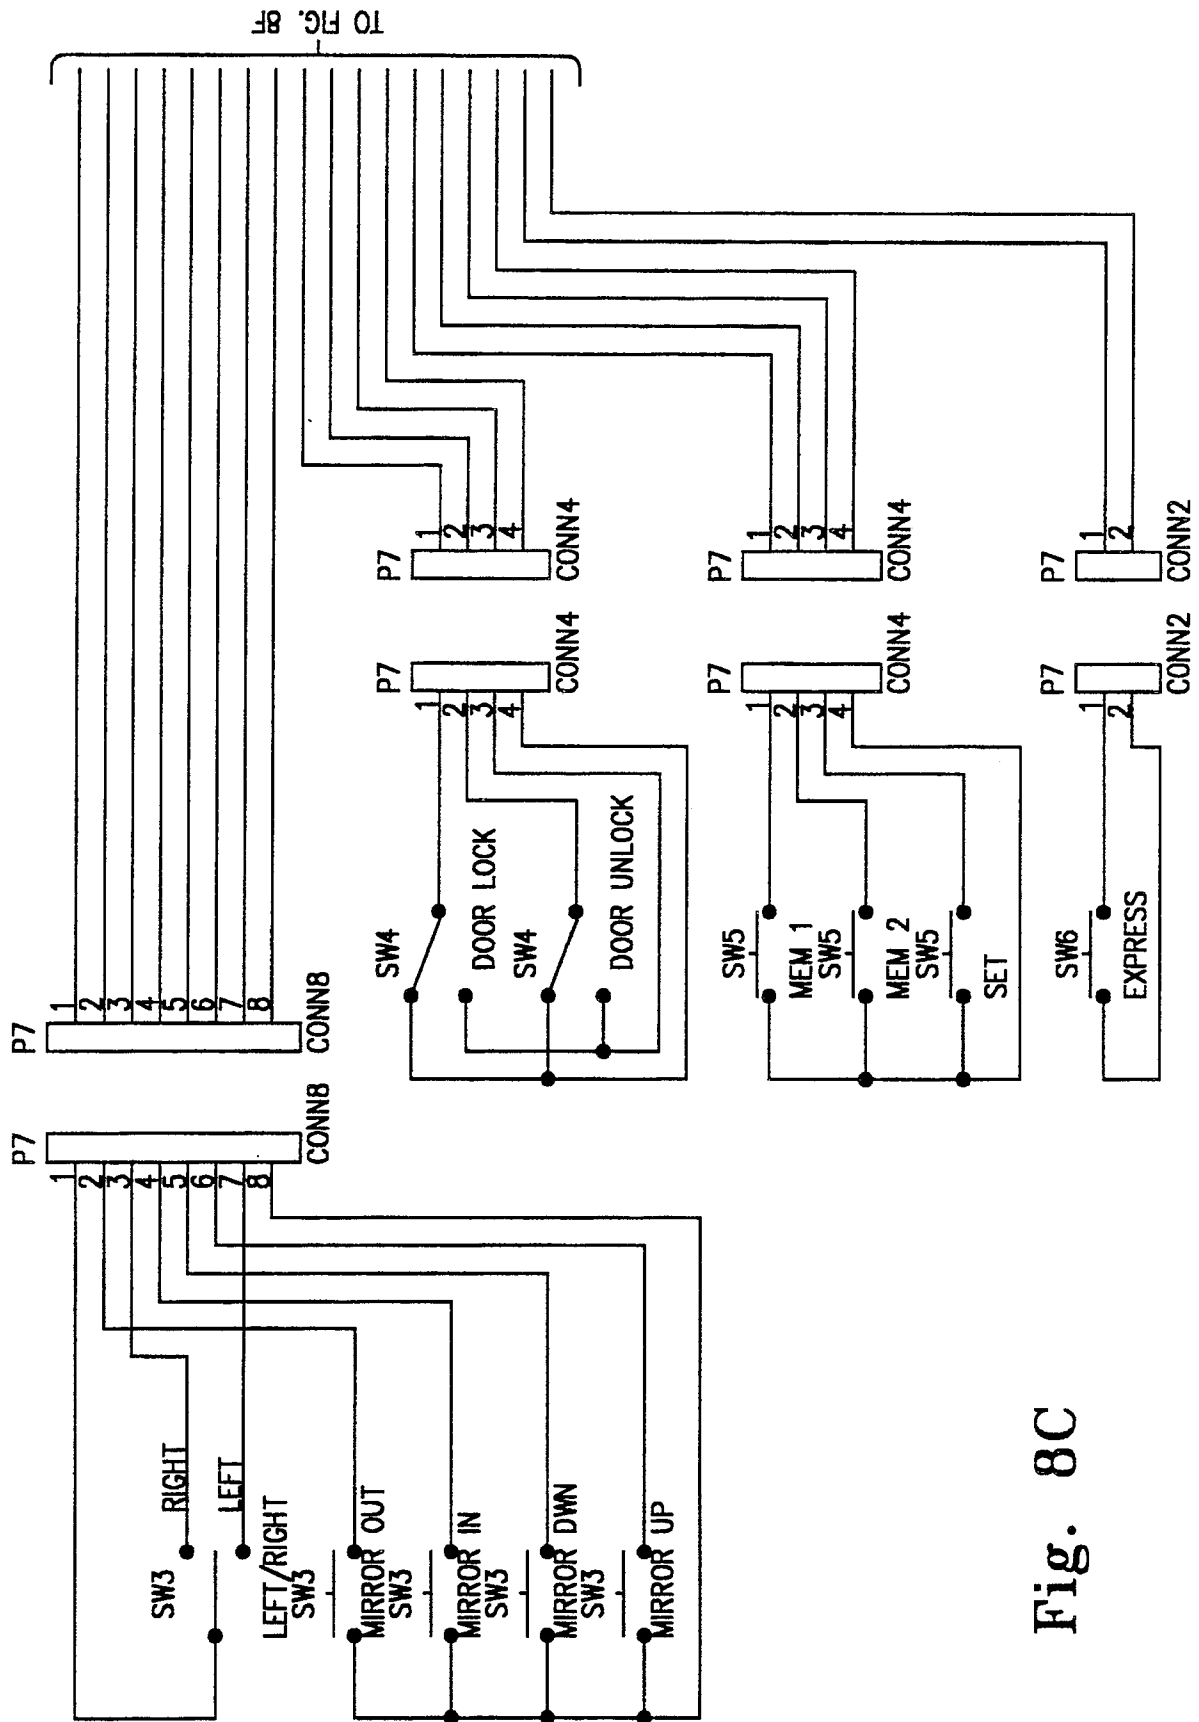 TO FIG. 8F
P7
1
2
3
4
5
6
7
8
CONN8
P7
1
2
3
4
5
6
7
8
CONN8
RIGHT
LEFT
SW3
LEFT/RIGHT
SW3
MIRROR OUT
SW3
MIRROR IN
SW3
MIRROR DWN
SW3
MIRROR UP
P7
1
2
3
4
CONN4
P7
1
2
3
4
CONN4
SW4
DOOR LOCK
SW4
DOOR UNLOCK
P7
1
2
3
4
CONN4
P7
1
2
3
4
CONN4
SW5
MEM 1
SW5
MEM 2
SW5
SET
P7
1
2
CONN2
P7
1
2
CONN2
SW6
EXPRESS
Fig. 8C